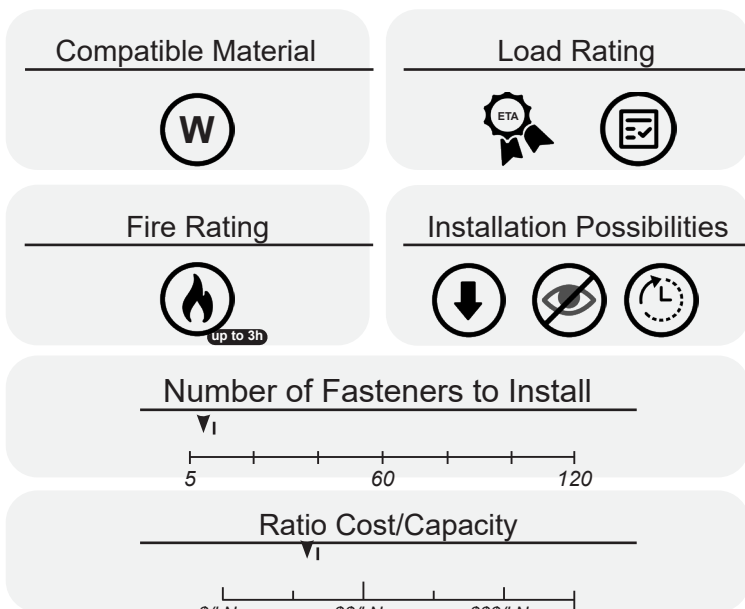 Compatible Material
W
Load Rating
ETA
Fire Rating
up to 3h
Installation Possibilities
Number of Fasteners to Install
5 60 120
Ratio Cost/Capacity